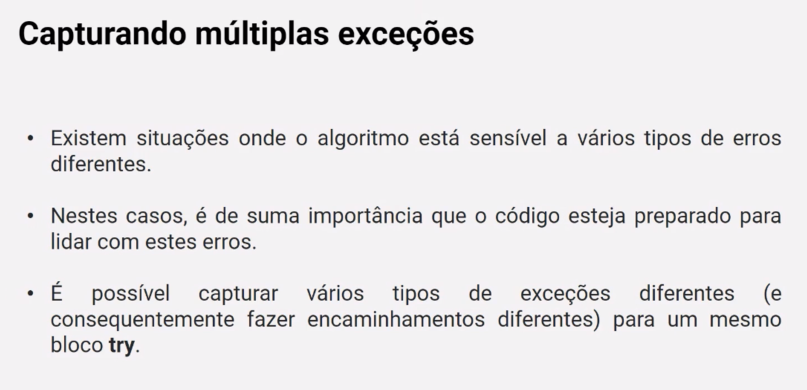 Capturando múltiplas exceções
• Existem situações onde o algoritmo está sensível a vários tipos de erros
diferentes.
• Nestes casos, é de suma importância que o código esteja preparado para
lidar com estes erros.
• É possível capturar vários tipos de exceções diferentes (e
consequentemente fazer encaminhamentos diferentes) para um mesmo
bloco try.